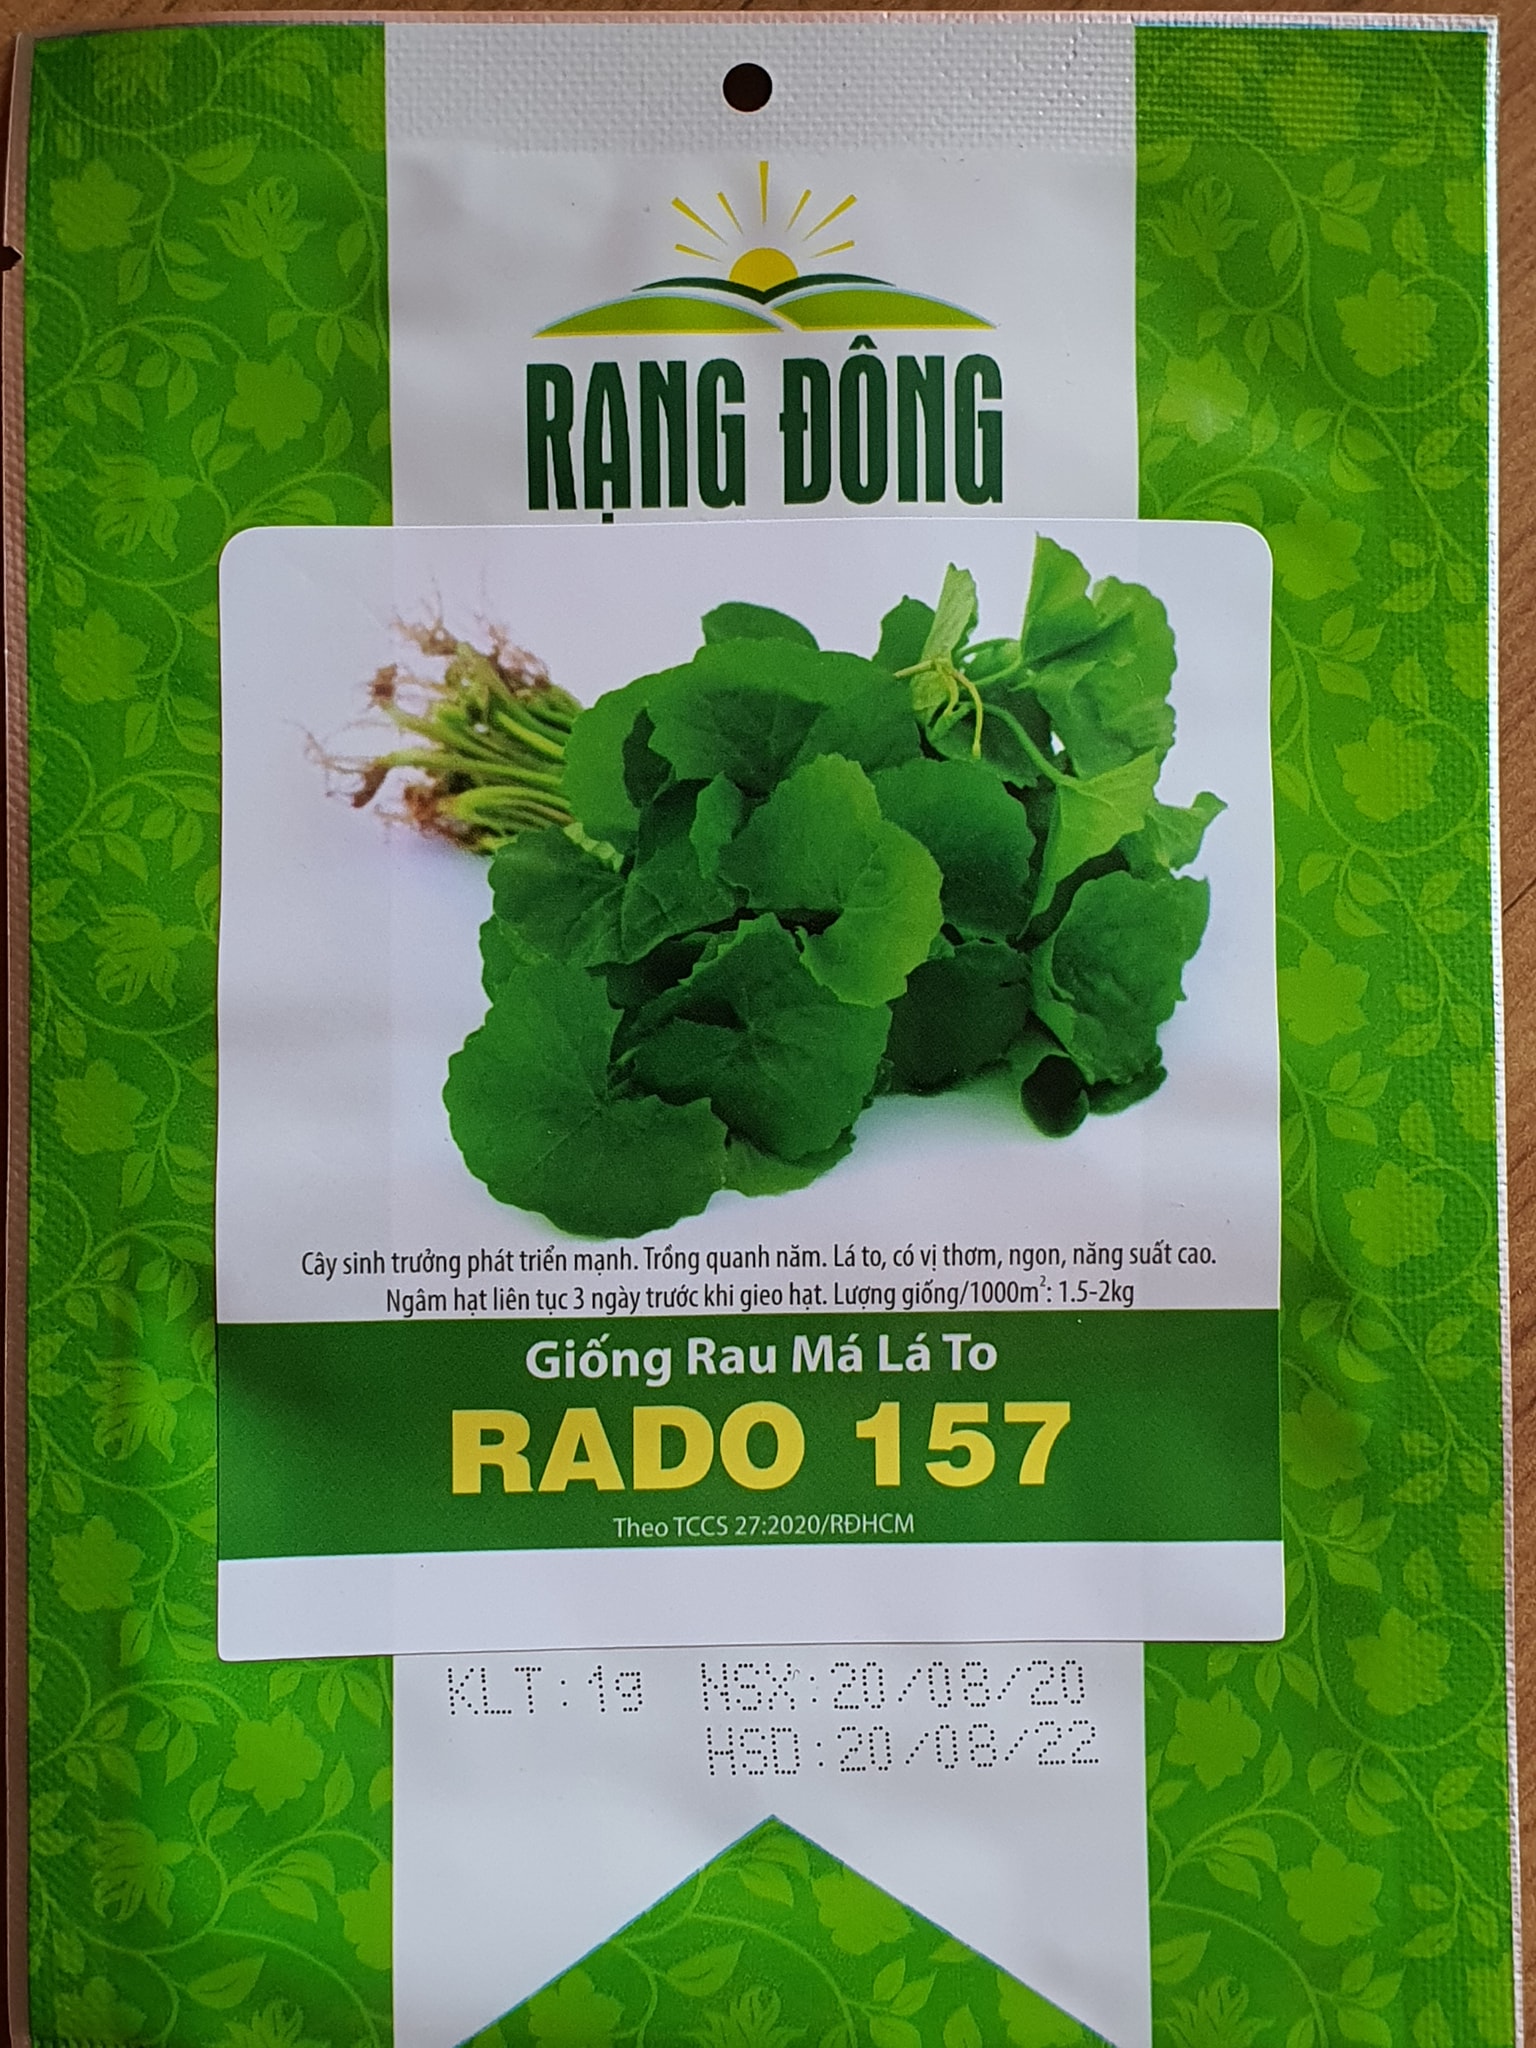 RẠNG ĐÔNG
Cây sinh trưởng phát triển mạnh. Trồng quanh năm. Lá to, có vị thơm, ngon, năng suất cao.
Ngâm hạt liên tục 3 ngày trước khi gieo hạt. Lượng giống/1000m²: 1.5-2kg
Giống Rau Má Lá To
RADO 157
Theo TCCS 27:2020/RĐHCM
KLT:1g NSX:20/08/20
HSD:20/08/22